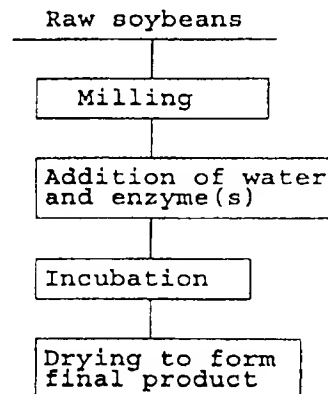 Raw soybeans
Milling
Addition of water
and enzyme(s)
Incubation
Drying to form
final product